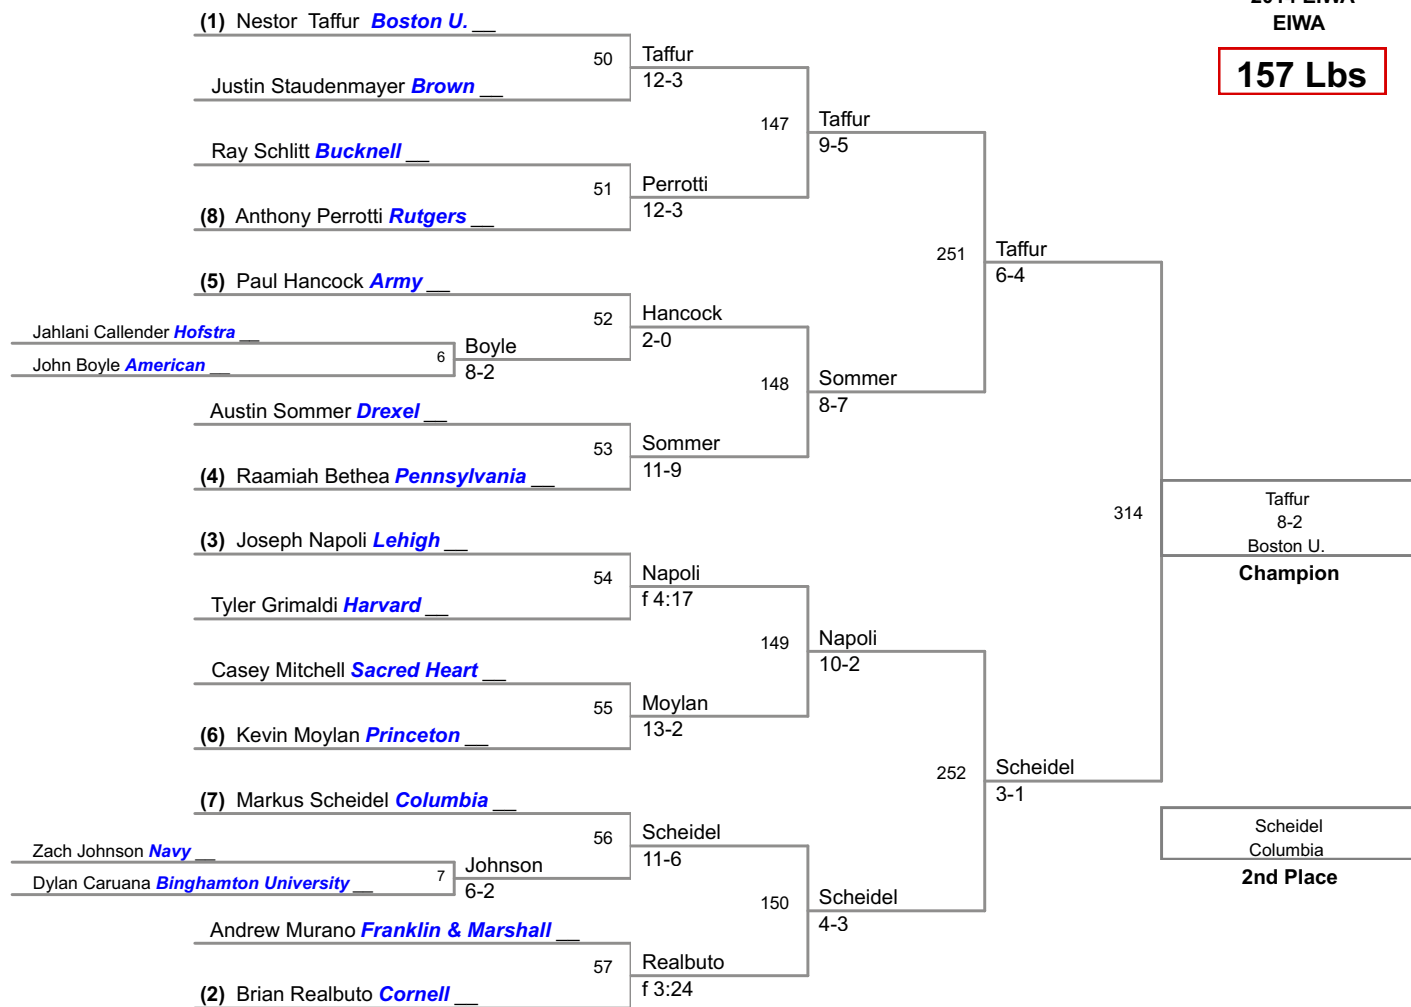 2014 EIWA
EIWA
157 Lbs
(1) Nestor Taffur Boston U. __
50
Taffur
12-3
Justin Staudenmayer Brown __
147
Taffur
9-5
Ray Schlitt Bucknell __
51
Perrotti
12-3
(8) Anthony Perrotti Rutgers __
251
Taffur
6-4
(5) Paul Hancock Army __
52
Hancock
2-0
Jahlani Callender Hofstra __
6
Boyle
8-2
John Boyle American __
148
Sommer
8-7
Austin Sommer Drexel __
53
Sommer
11-9
(4) Raamiah Bethea Pennsylvania __
314
Taffur
8-2
Boston U.
Champion
(3) Joseph Napoli Lehigh __
54
Napoli
f 4:17
Tyler Grimaldi Harvard __
149
Napoli
10-2
Casey Mitchell Sacred Heart __
55
Moylan
13-2
(6) Kevin Moylan Princeton __
252
Scheidel
3-1
(7) Markus Scheidel Columbia __
56
Scheidel
11-6
Zach Johnson Navy __
7
Johnson
6-2
Dylan Caruana Binghamton University __
150
Scheidel
4-3
Andrew Murano Franklin & Marshall __
57
Realbuto
f 3:24
(2) Brian Realbuto Cornell __
Scheidel
Columbia
2nd Place